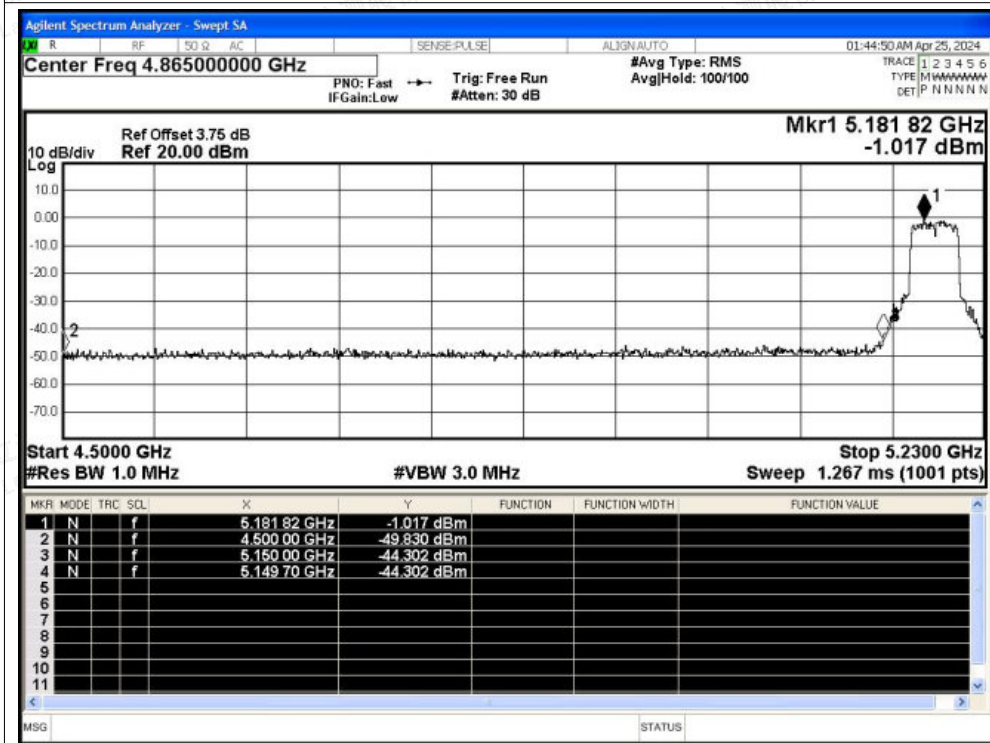 Agilent Spectrum Analyzer - Swept SA
LXI R RF 50 Ω AC SENSE:PULSE ALIGN AUTO 01:44:50 AM Apr 25, 2024
Center Freq 4.865000000 GHz
PNO: Fast
IFGain:Low
Trig: Free Run
#Atten: 30 dB
#Avg Type: RMS
Avg|Hold: 100/100
TRACE 1 2 3 4 5 6
TYPE M WWWWW
DET P N N N N N
Mkr1 5.181 82 GHz
-1.017 dBm
Ref Offset 3.75 dB
10 dB/div Ref 20.00 dBm
Log
10.0
0.00
-10.0
-20.0
-30.0
-40.0
-50.0
-60.0
-70.0
1
2
Start 4.5000 GHz Stop 5.2300 GHz
#Res BW 1.0 MHz #VBW 3.0 MHz Sweep 1.267 ms (1001 pts)
MKR MODE TRC SCL X Y FUNCTION FUNCTION WIDTH FUNCTION VALUE
1 N f 5.181 82 GHz -1.017 dBm
2 N f 4.500 00 GHz -49.830 dBm
3 N f 5.150 00 GHz -44.302 dBm
4 N f 5.149 70 GHz -44.302 dBm
5
6
7
8
9
10
11
MSG STATUS